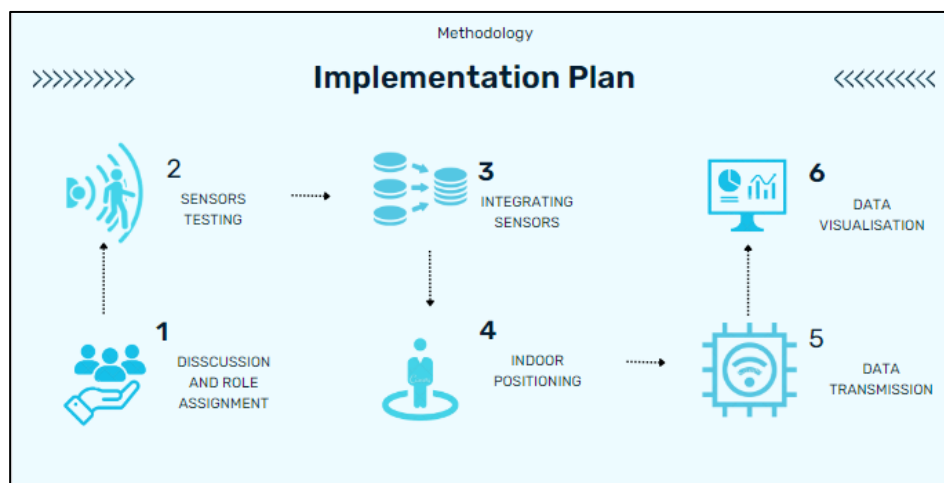 Methodology
Implementation Plan
2
SENSORS
TESTING
3
INTEGRATING
SENSORS
6
DATA
VISUALISATION
1
DISSCUSSION
AND ROLE
ASSIGNMENT
4
INDOOR
POSITIONING
5
DATA
TRANSMISSION